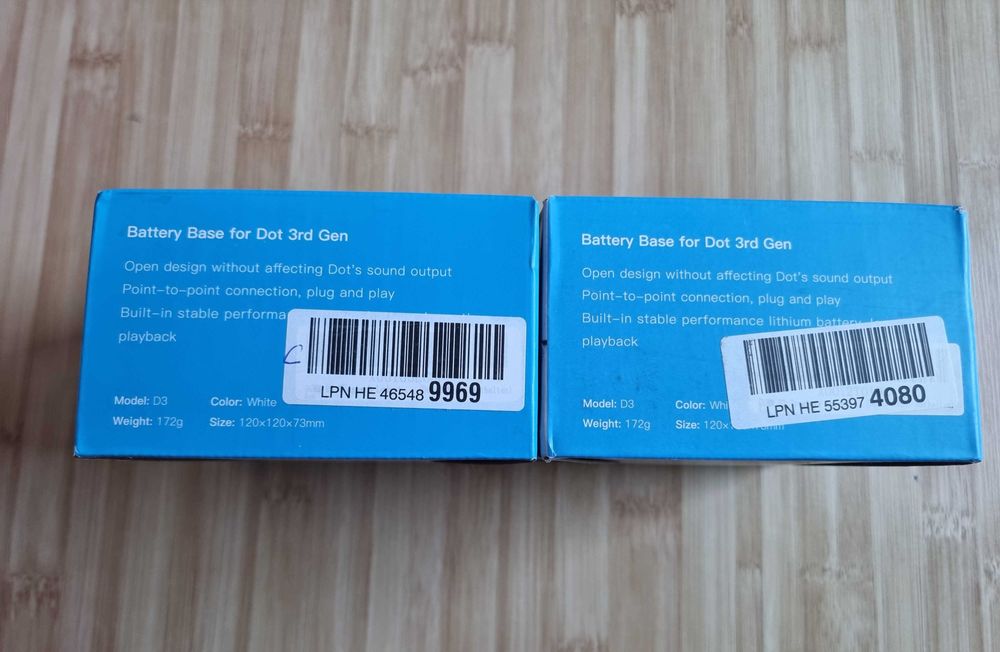 Battery Base for Dot 3rd Gen
Open design without affecting Dot's sound output
Point-to-point connection, plug and play
Built-in stable
playback
LPN HE 46548 9969
Model: D3 Color: White
Weight: 172g Size: 120×120×73mm
Battery Base for Dot 3rd Gen
Open design without affecting Dot's sound output
Point-to-point connection, plug and play
Built-in stable performance lithium battery
playback
LPN HE 55397 4080
Model: D3 Color:
Weight: 172g Size: